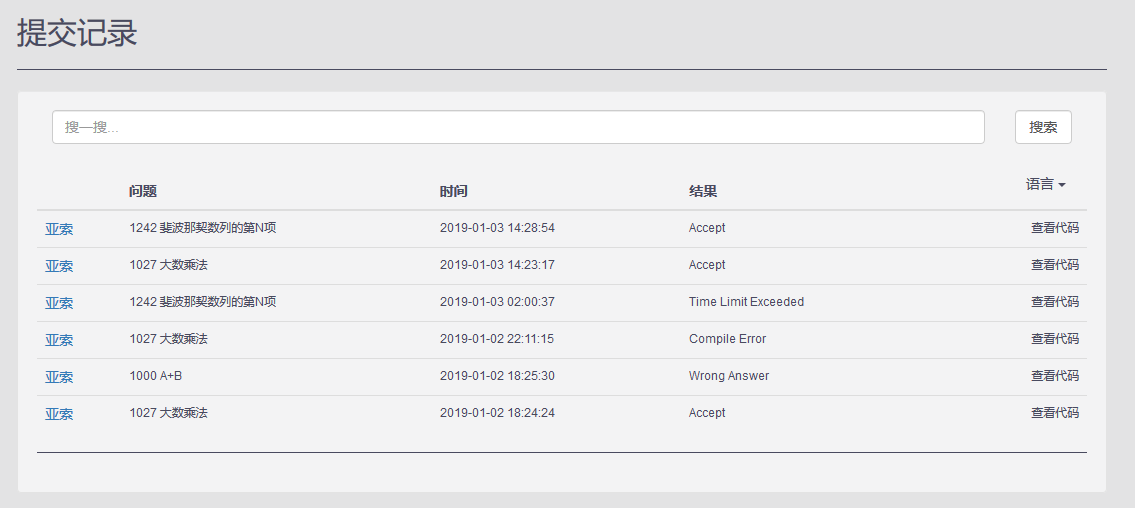 提交记录
搜一搜... 搜索
问题 时间 结果 语言
亚索 1242 斐波那契数列的第N项 2019-01-03 14:28:54 Accept 查看代码
亚索 1027 大数乘法 2019-01-03 14:23:17 Accept 查看代码
亚索 1242 斐波那契数列的第N项 2019-01-03 02:00:37 Time Limit Exceeded 查看代码
亚索 1027 大数乘法 2019-01-02 22:11:15 Compile Error 查看代码
亚索 1000 A+B 2019-01-02 18:25:30 Wrong Answer 查看代码
亚索 1027 大数乘法 2019-01-02 18:24:24 Accept 查看代码